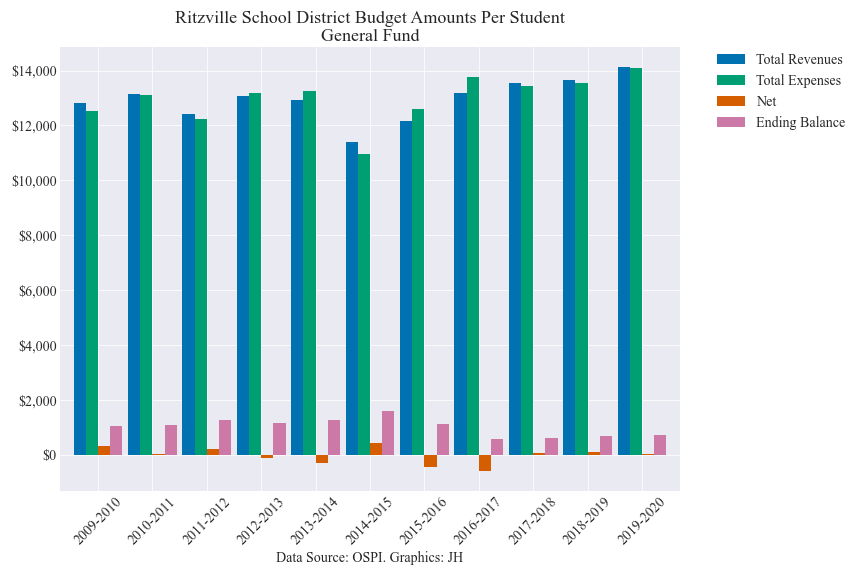 Ritzville School District Budget Amounts Per Student
General Fund
Total Revenues
Total Expenses
Net
Ending Balance
$14,000
$12,000
$10,000
$8,000
$6,000
$4,000
$2,000
$0
2009-2010
2010-2011
2011-2012
2012-2013
2013-2014
2014-2015
2015-2016
2016-2017
2017-2018
2018-2019
2019-2020
Data Source: OSPI. Graphics: JH